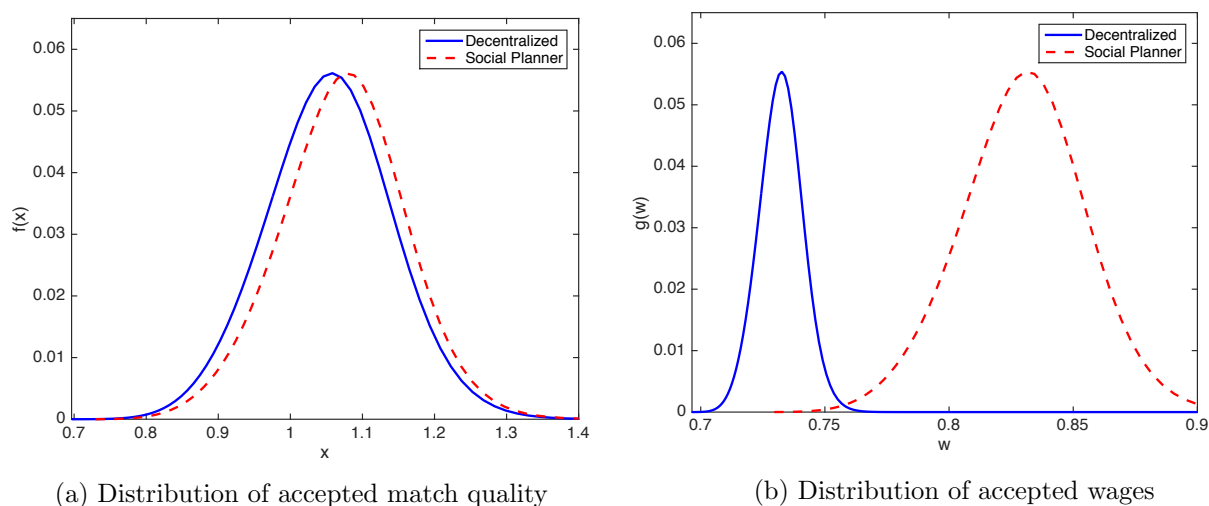 Decentralized
Social Planner
f(x)
0.06
0.05
0.04
0.03
0.02
0.01
0
0.7 0.8 0.9 1 1.1 1.2 1.3 1.4
x
(a) Distribution of accepted match quality
Decentralized
Social Planner
g(w)
0.06
0.05
0.04
0.03
0.02
0.01
0
0.7 0.75 0.8 0.85 0.9
w
(b) Distribution of accepted wages